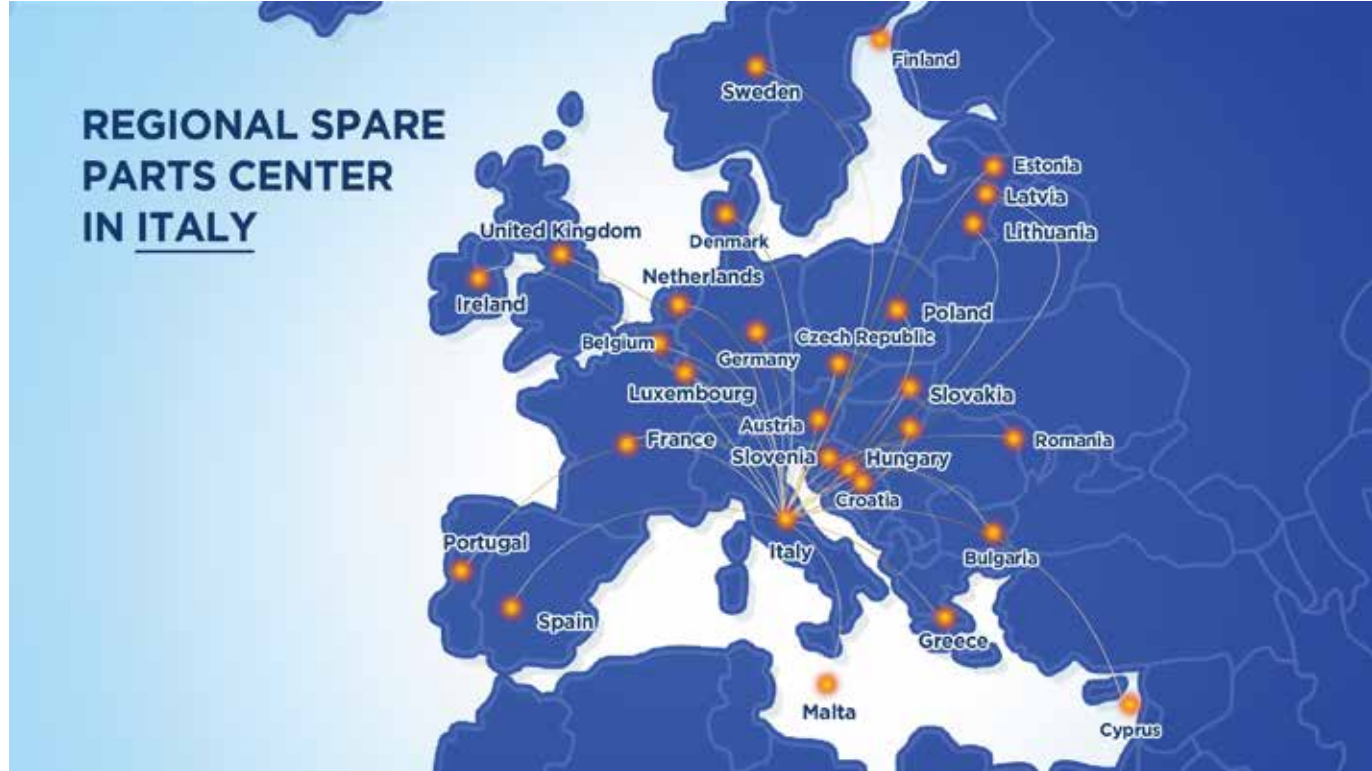 REGIONAL SPARE
PARTS CENTER
IN ITALY
Finland
Sweden
Estonia
Latvia
Lithuania
United Kingdom
Denmark
Netherlands
Ireland
Poland
Belgium
Germany
Czech Republic
Luxembourg
Slovakia
Austria
France
Romania
Slovenia
Hungary
Croatia
Portugal
Italy
Bulgaria
Spain
Greece
Malta
Cyprus